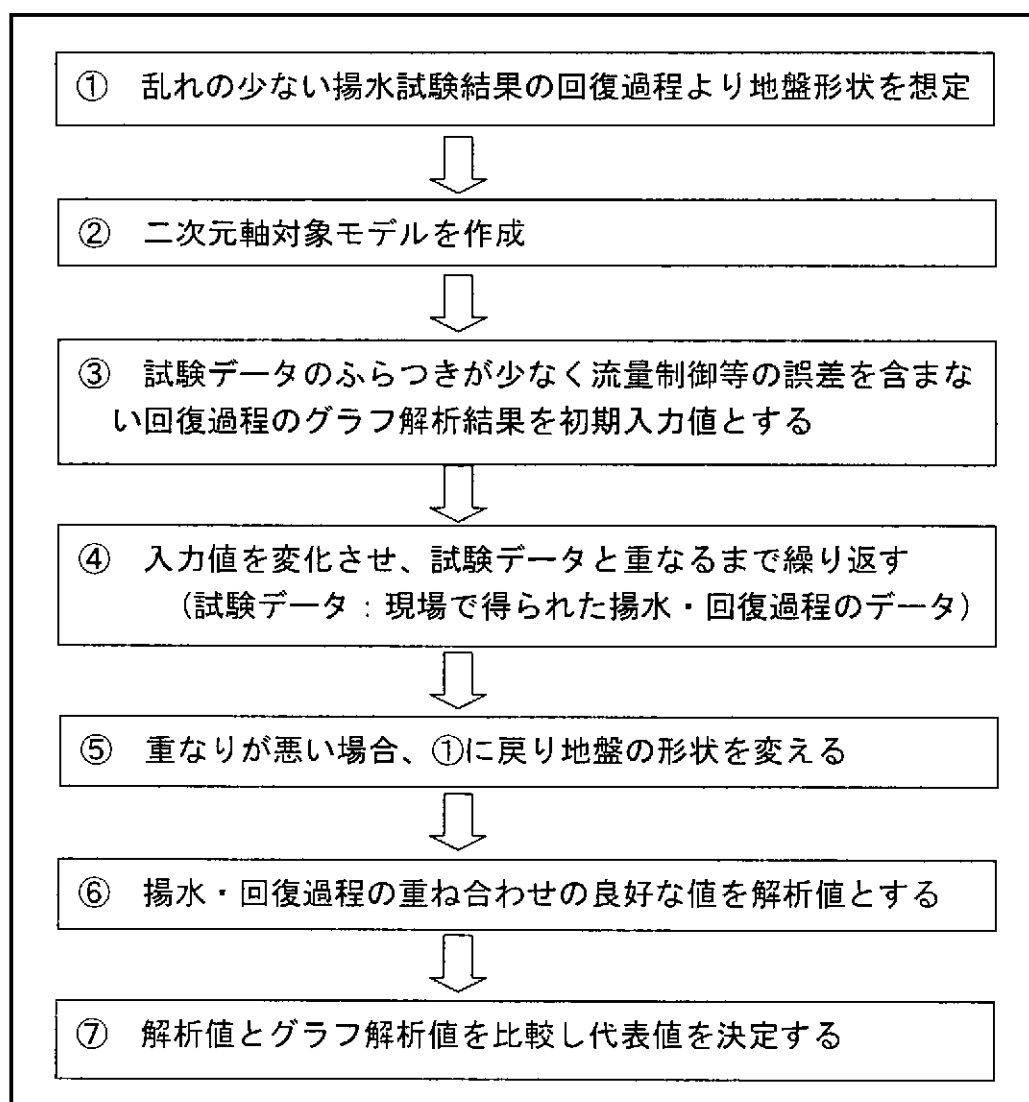 ① 乱れの少ない揚水試験結果の回復過程より地盤形状を想定
② 二次元軸対象モデルを作成
③ 試験データのふらつきが少なく流量制御等の誤差を含まな
い回復過程のグラフ解析結果を初期入力値とする
④ 入力値を変化させ、試験データと重なるまで繰り返す
(試験データ:現場で得られた揚水・回復過程のデータ)
⑤ 重なりが悪い場合、①に戻り地盤の形状を変える
⑥ 揚水・回復過程の重ね合わせの良好な値を解析値とする
⑦ 解析値とグラフ解析値を比較し代表値を決定する